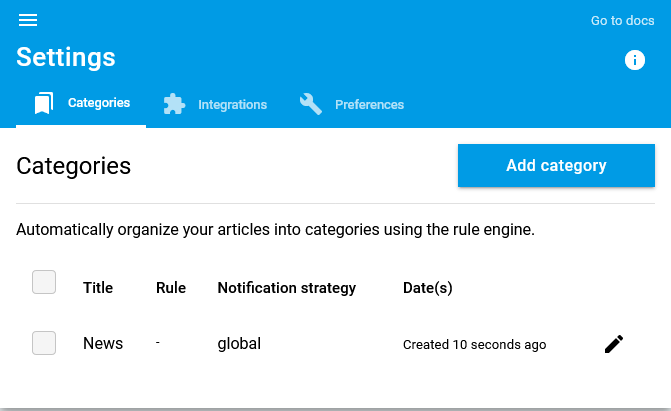 Go to docs
Settings
Categories
Integrations
Preferences
Categories
Add category
Automatically organize your articles into categories using the rule engine.
Title Rule Notification strategy Date(s)
News - global Created 10 seconds ago